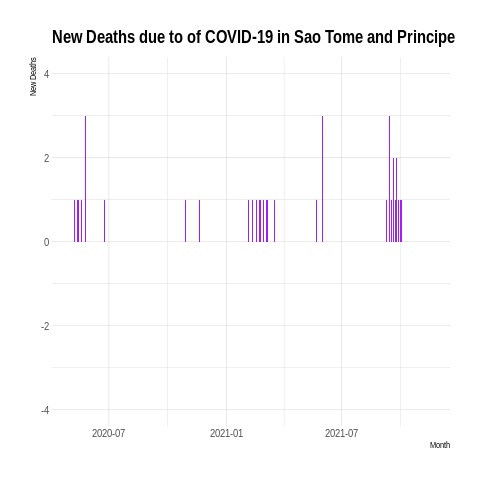 New Deaths due to of COVID-19 in Sao Tome and Principe
New Deaths
4
2
0
-2
-4
2020-07
2021-01
2021-07
Month